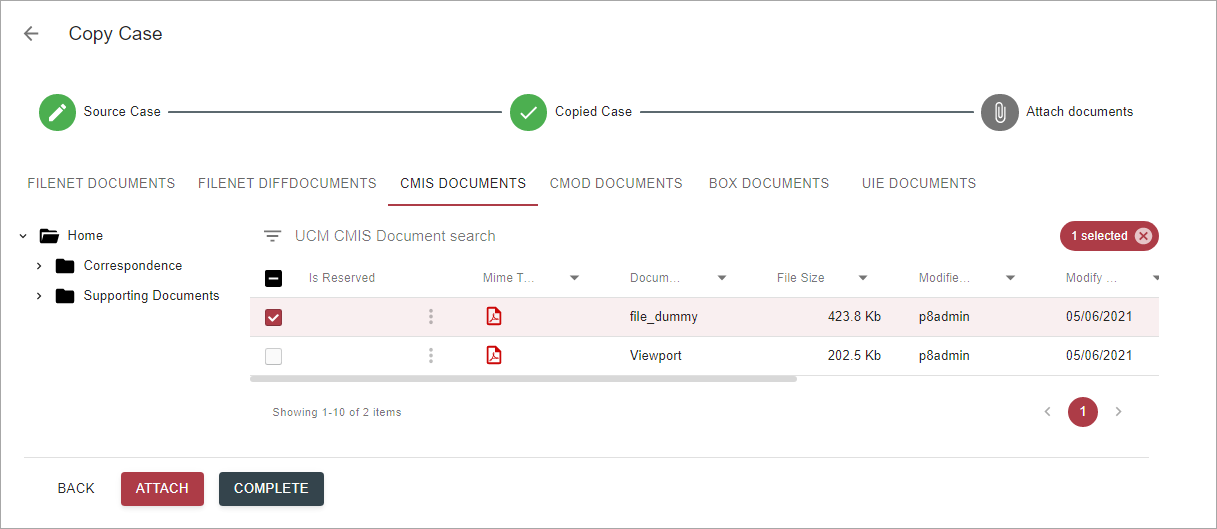 Copy Case
Source Case Copied Case Attach documents
FILENET DOCUMENTS FILENET DIFFDOCUMENTS CMIS DOCUMENTS CMOD DOCUMENTS BOX DOCUMENTS UIE DOCUMENTS
Home
Correspondence
Supporting Documents
UCM CMIS Document search 1 selected
Is Reserved Mime T... Docum... File Size Modifie... Modify ...
file_dummy 423.8 Kb p8admin 05/06/2021
Viewport 202.5 Kb p8admin 05/06/2021
Showing 1-10 of 2 items 1
BACK ATTACH COMPLETE